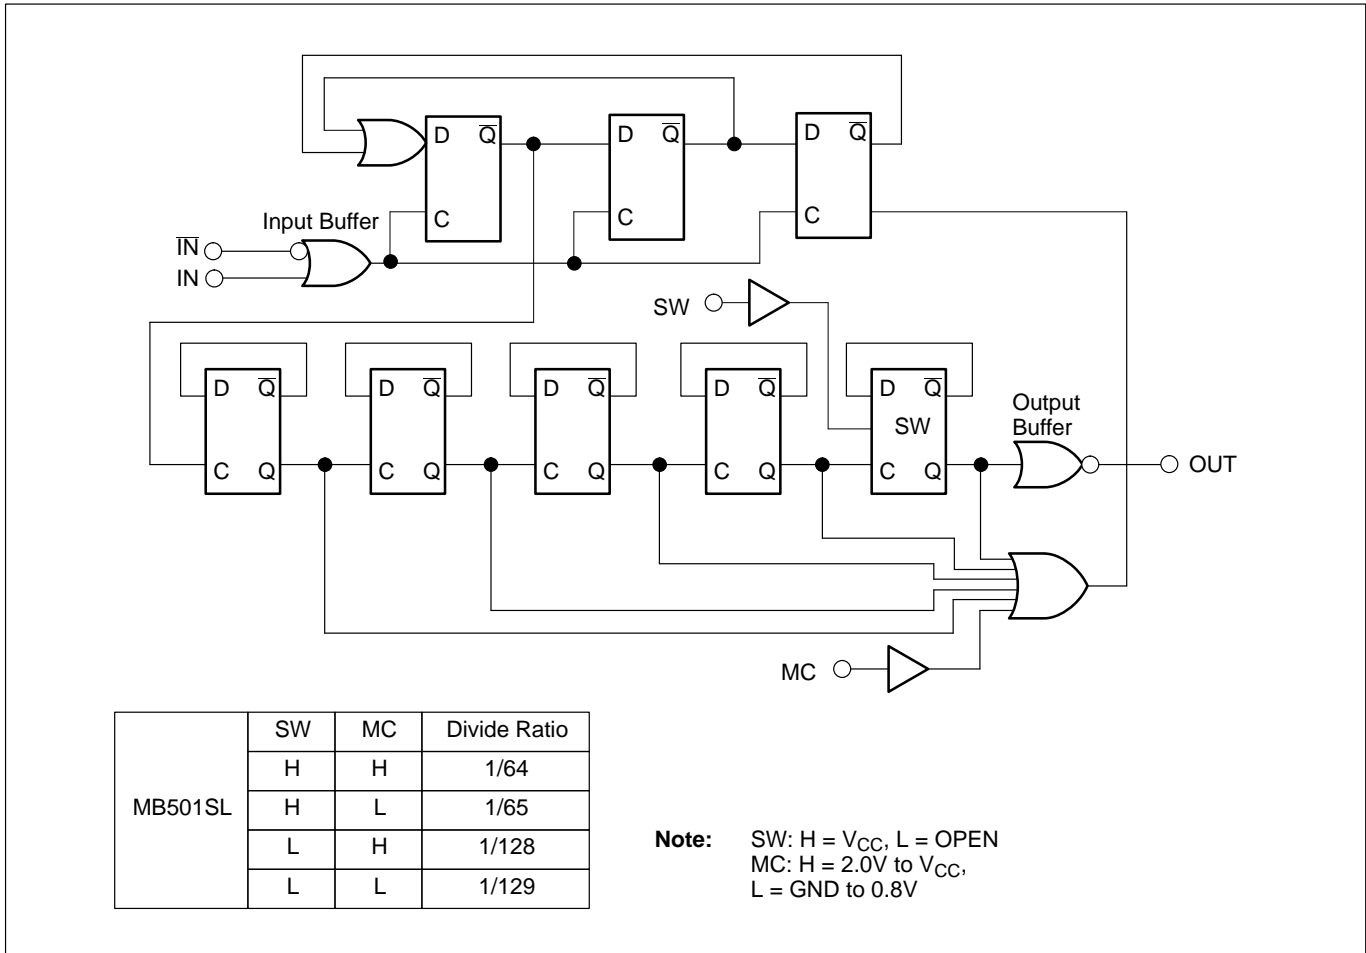 D Q̅ D Q̅ D Q̅
C C C
Input Buffer
I̅N̅
IN
SW
D Q̅ D Q̅ D Q̅ D Q̅ D Q̅
SW
C Q C Q C Q C Q C Q
Output
Buffer
OUT
MC
MB501SL
SW MC Divide Ratio
H H 1/64
H L 1/65
L H 1/128
L L 1/129
Note: SW: H = VCC, L = OPEN
MC: H = 2.0V to VCC,
L = GND to 0.8V